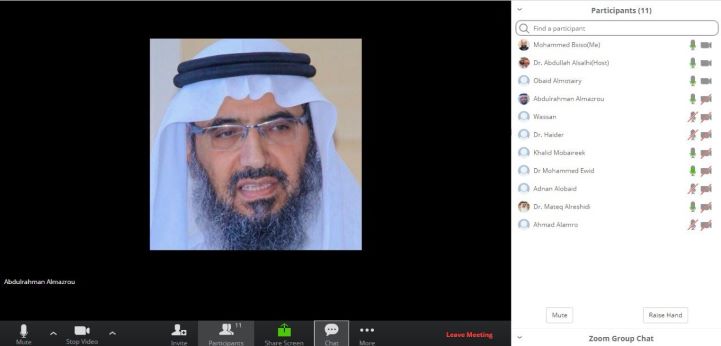 Participants (11)
Find a participant
Mohammed Bsiso(Me)
Dr. Abdullah Alsalhi(Host)
Obaid Almotairy
Abdulrahman Almazrou
Wassan
Dr. Haider
Khalid Mobaireek
Dr Mohammed Ewid
Adnan Alobaid
Dr. Mateq Alreshidi
Ahmad Alamro
Abdulrahman Almazrou
Mute
Raise Hand
11
Mute
Stop Video
Invite
Participants
Share Screen
Chat
More
Leave Meeting
Zoom Group Chat